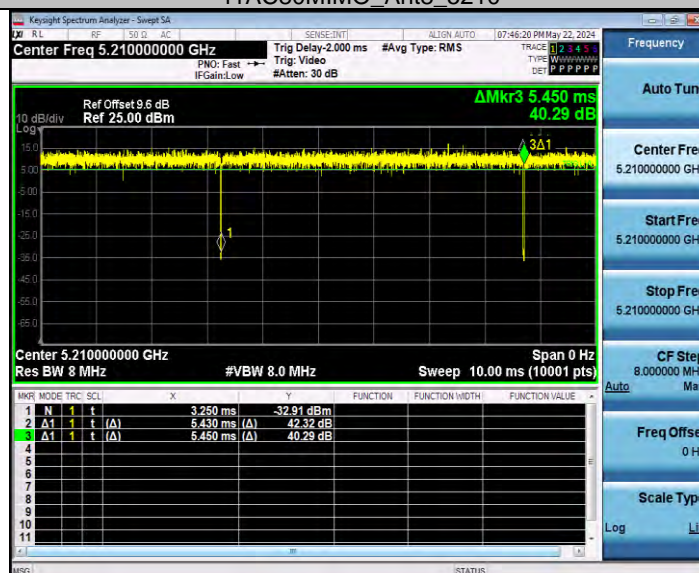 Keysight Spectrum Analyzer - Swept SA
RL RF 50 Ω AC SENSE:INT ALIGN AUTO 07:46:20 PM May 22, 2024
Center Freq 5.210000000 GHz
PNO: Fast
IFGain:Low
Trig Delay-2.000 ms
Trig: Video
#Atten: 30 dB
#Avg Type: RMS
TRACE 1 2 3 4 5 6
TYPE WWWWWW
DET P P P P P P
Frequency
Auto Tun
Center Fre
5.210000000 GH
Start Fre
5.210000000 GH
Stop Fre
5.210000000 GH
CF Step
8.000000 MH
Auto Ma
Freq Offse
0 H
Scale Typ
Log Li
ΔMkr3 5.450 ms
40.29 dB
Ref Offset 9.6 dB
10 dB/div Ref 25.00 dBm
Log
15.0
5.00
-5.00
-15.0
-25.0
-35.0
-45.0
-55.0
-65.0
3Δ1
1
Center 5.210000000 GHz Span 0 Hz
Res BW 8 MHz #VBW 8.0 MHz Sweep 10.00 ms (10001 pts)
MKR MODE TRC SCL X Y FUNCTION FUNCTION WIDTH FUNCTION VALUE
1 N 1 t 3.250 ms -32.91 dBm
2 Δ1 1 t (Δ) 5.430 ms (Δ) 42.32 dB
3 Δ1 1 t (Δ) 5.450 ms (Δ) 40.29 dB
4
5
6
7
8
9
10
11
MSG STATUS